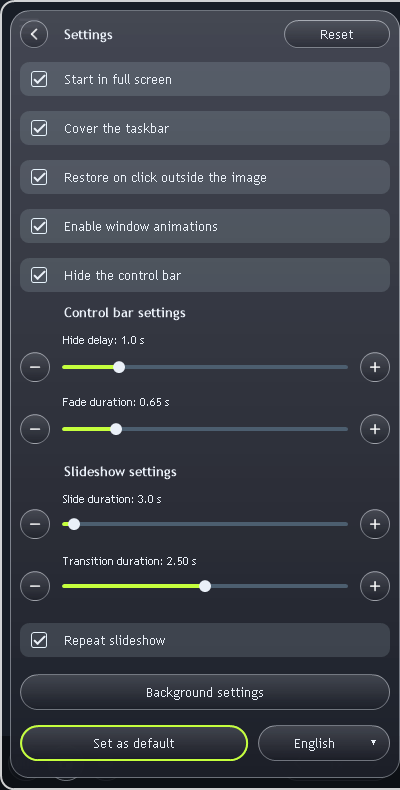 Settings
Reset
Start in full screen
Cover the taskbar
Restore on click outside the image
Enable window animations
Hide the control bar
Control bar settings
Hide delay: 1.0 s
Fade duration: 0.65 s
Slideshow settings
Slide duration: 3.0 s
Transition duration: 2.50 s
Repeat slideshow
Background settings
Set as default
English